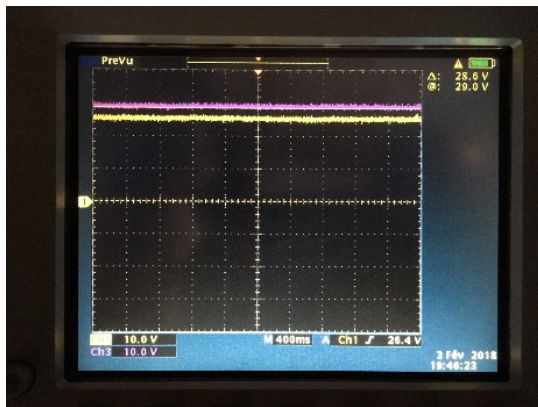 PreVu
Δ: 28.6 V
@: 29.0 V
1
10.0 V
Ch3 10.0 V
M 400ms A Ch1 ƒ 26.4 V
3 Fév 2018
19:46:23